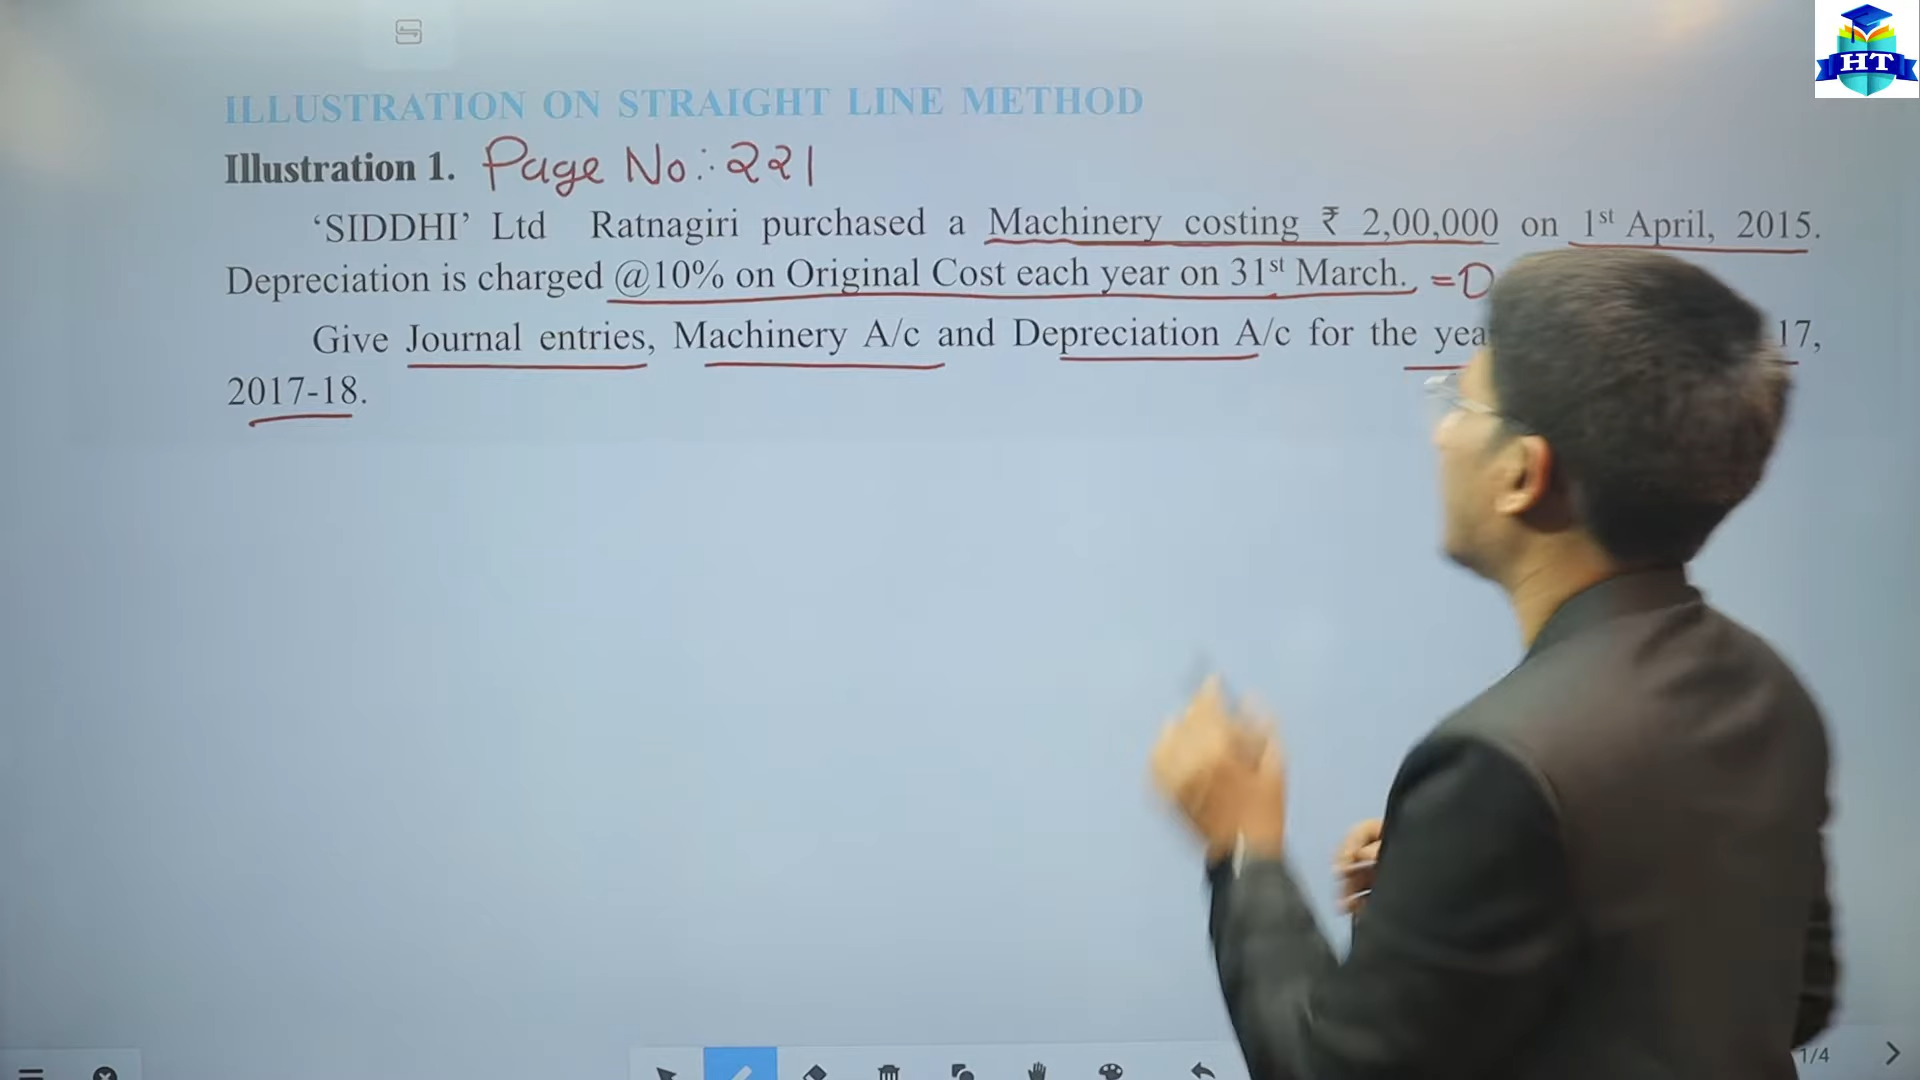 HT
ILLUSTRATION ON STRAIGHT LINE METHOD
Illustration 1. Page No:- २२१
‘SIDDHI’ Ltd Ratnagiri purchased a Machinery costing ₹ 2,00,000 on 1st April, 2015.
Depreciation is charged @10% on Original Cost each year on 31st March. =D
Give Journal entries, Machinery A/c and Depreciation A/c for the 17,
2017-18.
1/4